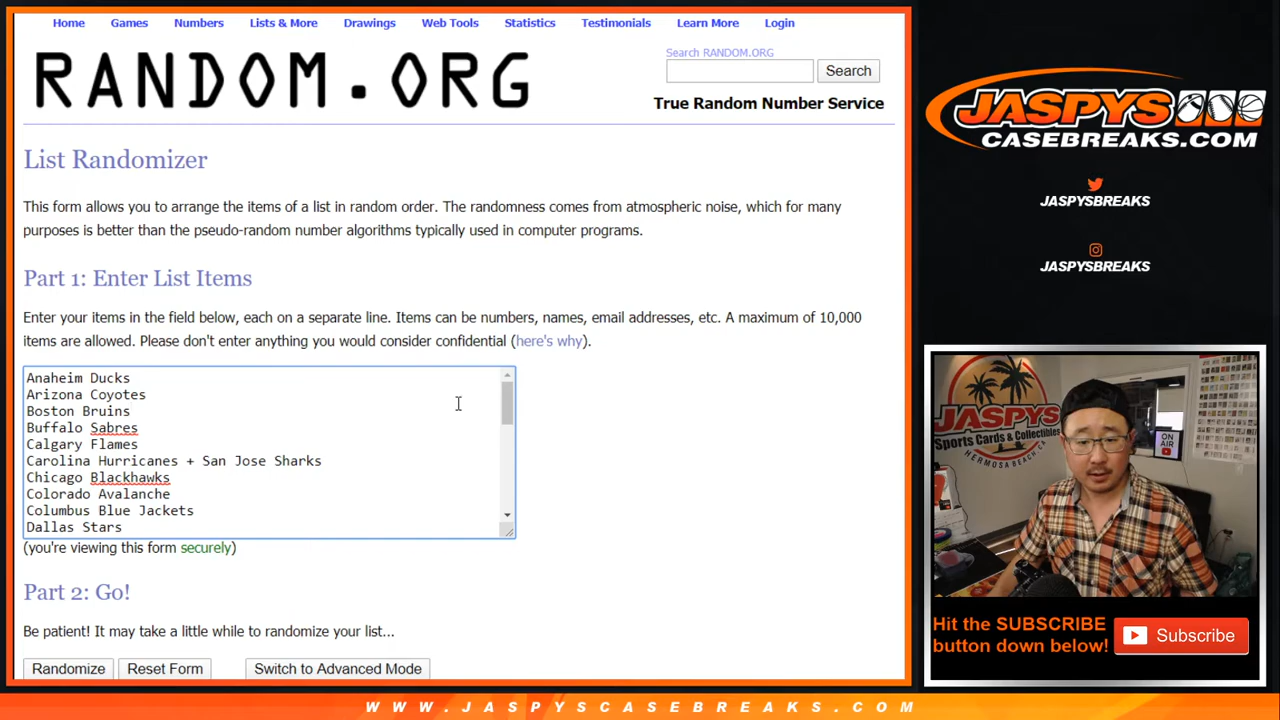 Home Games Numbers Lists & More Drawings Web Tools Statistics Testimonials Learn More Login
RANDOM.ORG
Search RANDOM.ORG
Search
True Random Number Service
List Randomizer
This form allows you to arrange the items of a list in random order. The randomness comes from atmospheric noise, which for many
purposes is better than the pseudo-random number algorithms typically used in computer programs.
Part 1: Enter List Items
Enter your items in the field below, each on a separate line. Items can be numbers, names, email addresses, etc. A maximum of 10,000
items are allowed. Please don't enter anything you would consider confidential (here's why).
Anaheim Ducks
Arizona Coyotes
Boston Bruins
Buffalo Sabres
Calgary Flames
Carolina Hurricanes + San Jose Sharks
Chicago Blackhawks
Colorado Avalanche
Columbus Blue Jackets
Dallas Stars
(you're viewing this form securely)
Part 2: Go!
Be patient! It may take a little while to randomize your list...
Randomize Reset Form Switch to Advanced Mode
JASPYS
CASEBREAKS.COM
JASPYSBREAKS
JASPYSBREAKS
JASPYS
Sports Cards & Collectibles
HERMOSA BEACH, CA
ON
AIR
Hit the SUBSCRIBE
button down below!
Subscribe
WWW.JASPYSCASEBREAKS.COM